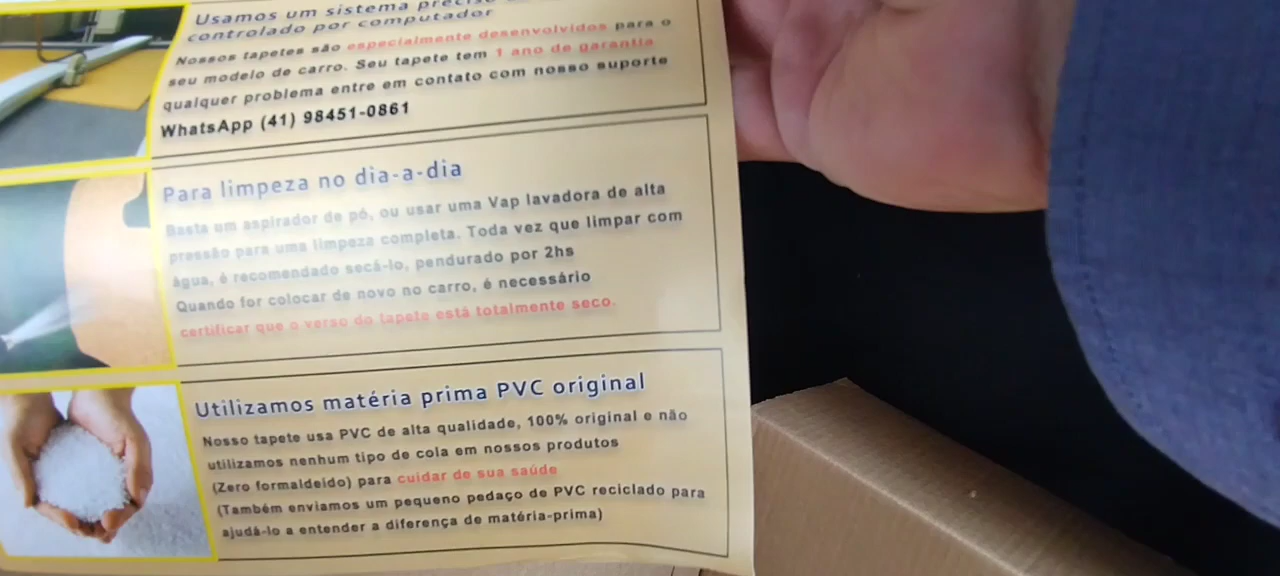 Usamos um sistema preciso
controlado por computador
Nossos tapetes são especialmente desenvolvidos para o
seu modelo de carro. Seu tapete tem 1 ano de garantia
qualquer problema entre em contato com nosso suporte
WhatsApp (41) 98451-0861
Para limpeza no dia-a-dia
Basta um aspirador de pó, ou usar uma Vap lavadora de alta
pressão para uma limpeza completa. Toda vez que limpar com
água, é recomendado secá-lo, pendurado por 2hs
Quando for colocar de novo no carro, é necessário
certificar que o verso do tapete está totalmente seco.
Utilizamos matéria prima PVC original
Nosso tapete usa PVC de alta qualidade, 100% original e não
utilizamos nenhum tipo de cola em nossos produtos
(Zero formaldeído) para cuidar de sua saúde
(Também enviamos um pequeno pedaço de PVC reciclado para
ajudá-lo a entender a diferença de matéria-prima)